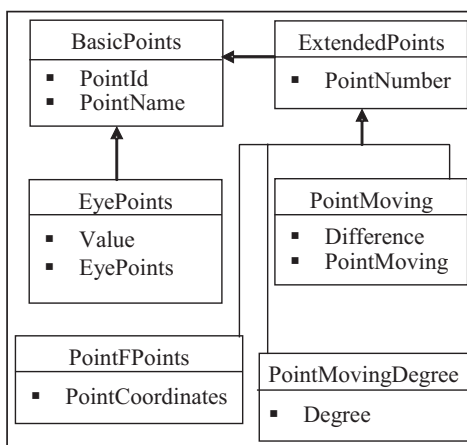 BasicPoints
▪ PointId
▪ PointName
ExtendedPoints
▪ PointNumber
EyePoints
▪ Value
▪ EyePoints
PointMoving
▪ Difference
▪ PointMoving
PointFPoints
▪ PointCoordinates
PointMovingDegree
▪ Degree